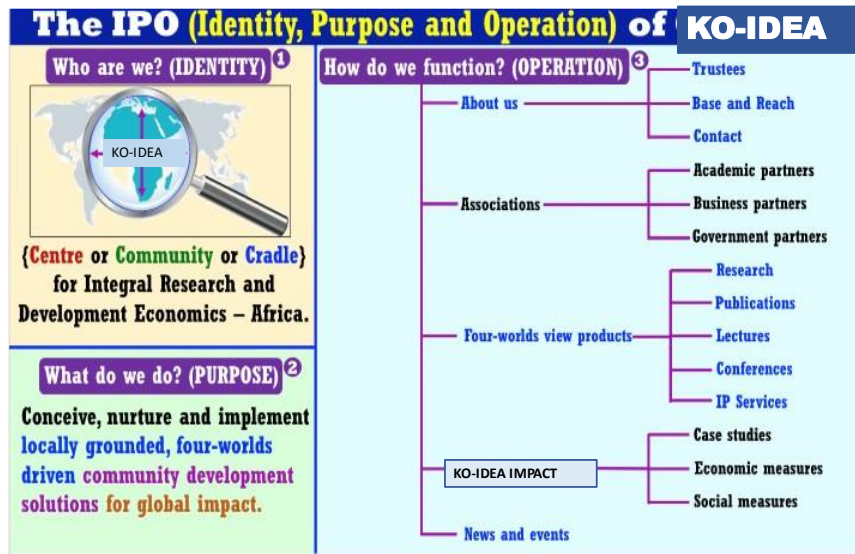 The IPO (Identity, Purpose and Operation) of
KO-IDEA
Who are we? (IDENTITY) 1
KO-IDEA
{Centre or Community or Cradle}
for Integral Research and
Development Economics – Africa.
What do we do? (PURPOSE) 2
Conceive, nurture and implement
locally grounded, four-worlds
driven community development
solutions for global impact.
How do we function? (OPERATION) 3
About us
Trustees
Base and Reach
Contact
Associations
Academic partners
Business partners
Government partners
Four-worlds view products
Research
Publications
Lectures
Conferences
IP Services
KO-IDEA IMPACT
Case studies
Economic measures
Social measures
News and events